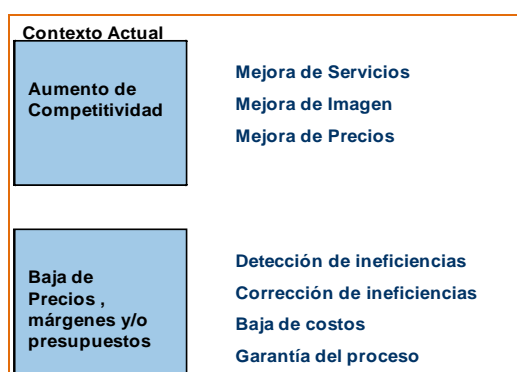 Contexto Actual
Aumento de
Competitividad
Mejora de Servicios
Mejora de Imagen
Mejora de Precios
Baja de
Precios ,
márgenes y/o
presupuestos
Detección de ineficiencias
Corrección de ineficiencias
Baja de costos
Garantía del proceso